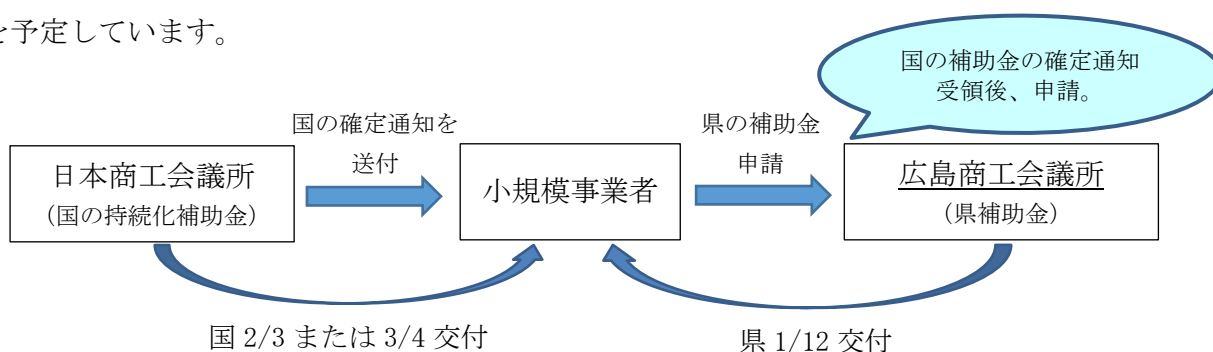 を予定しています。
国の補助金の確定通知
受領後、申請。
国の確定通知を
送付
県の補助金
申請
日本商工会議所
（国の持続化補助金）
小規模事業者
広島商工会議所
（県補助金）
国 2/3 または 3/4 交付
県 1/12 交付